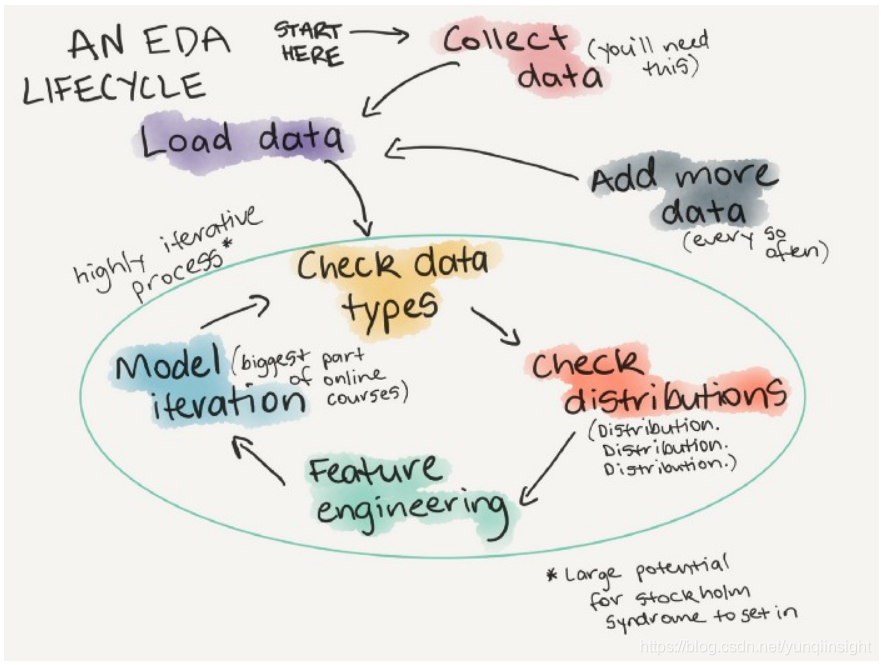 AN EDA
LIFECYCLE
START
HERE
Collect
data
(you'll need
this)
Load data
Add more
data
(every so
often)
highly iterative
process*
Check data
types
Model
iteration
(biggest part
of online
courses)
Check
distributions
(Distribution.
Distribution.
Distribution.)
Feature
engineering
* Large potential
for stockholm
syndrome to set in
https://blog.csdn.net/yunqiinsight